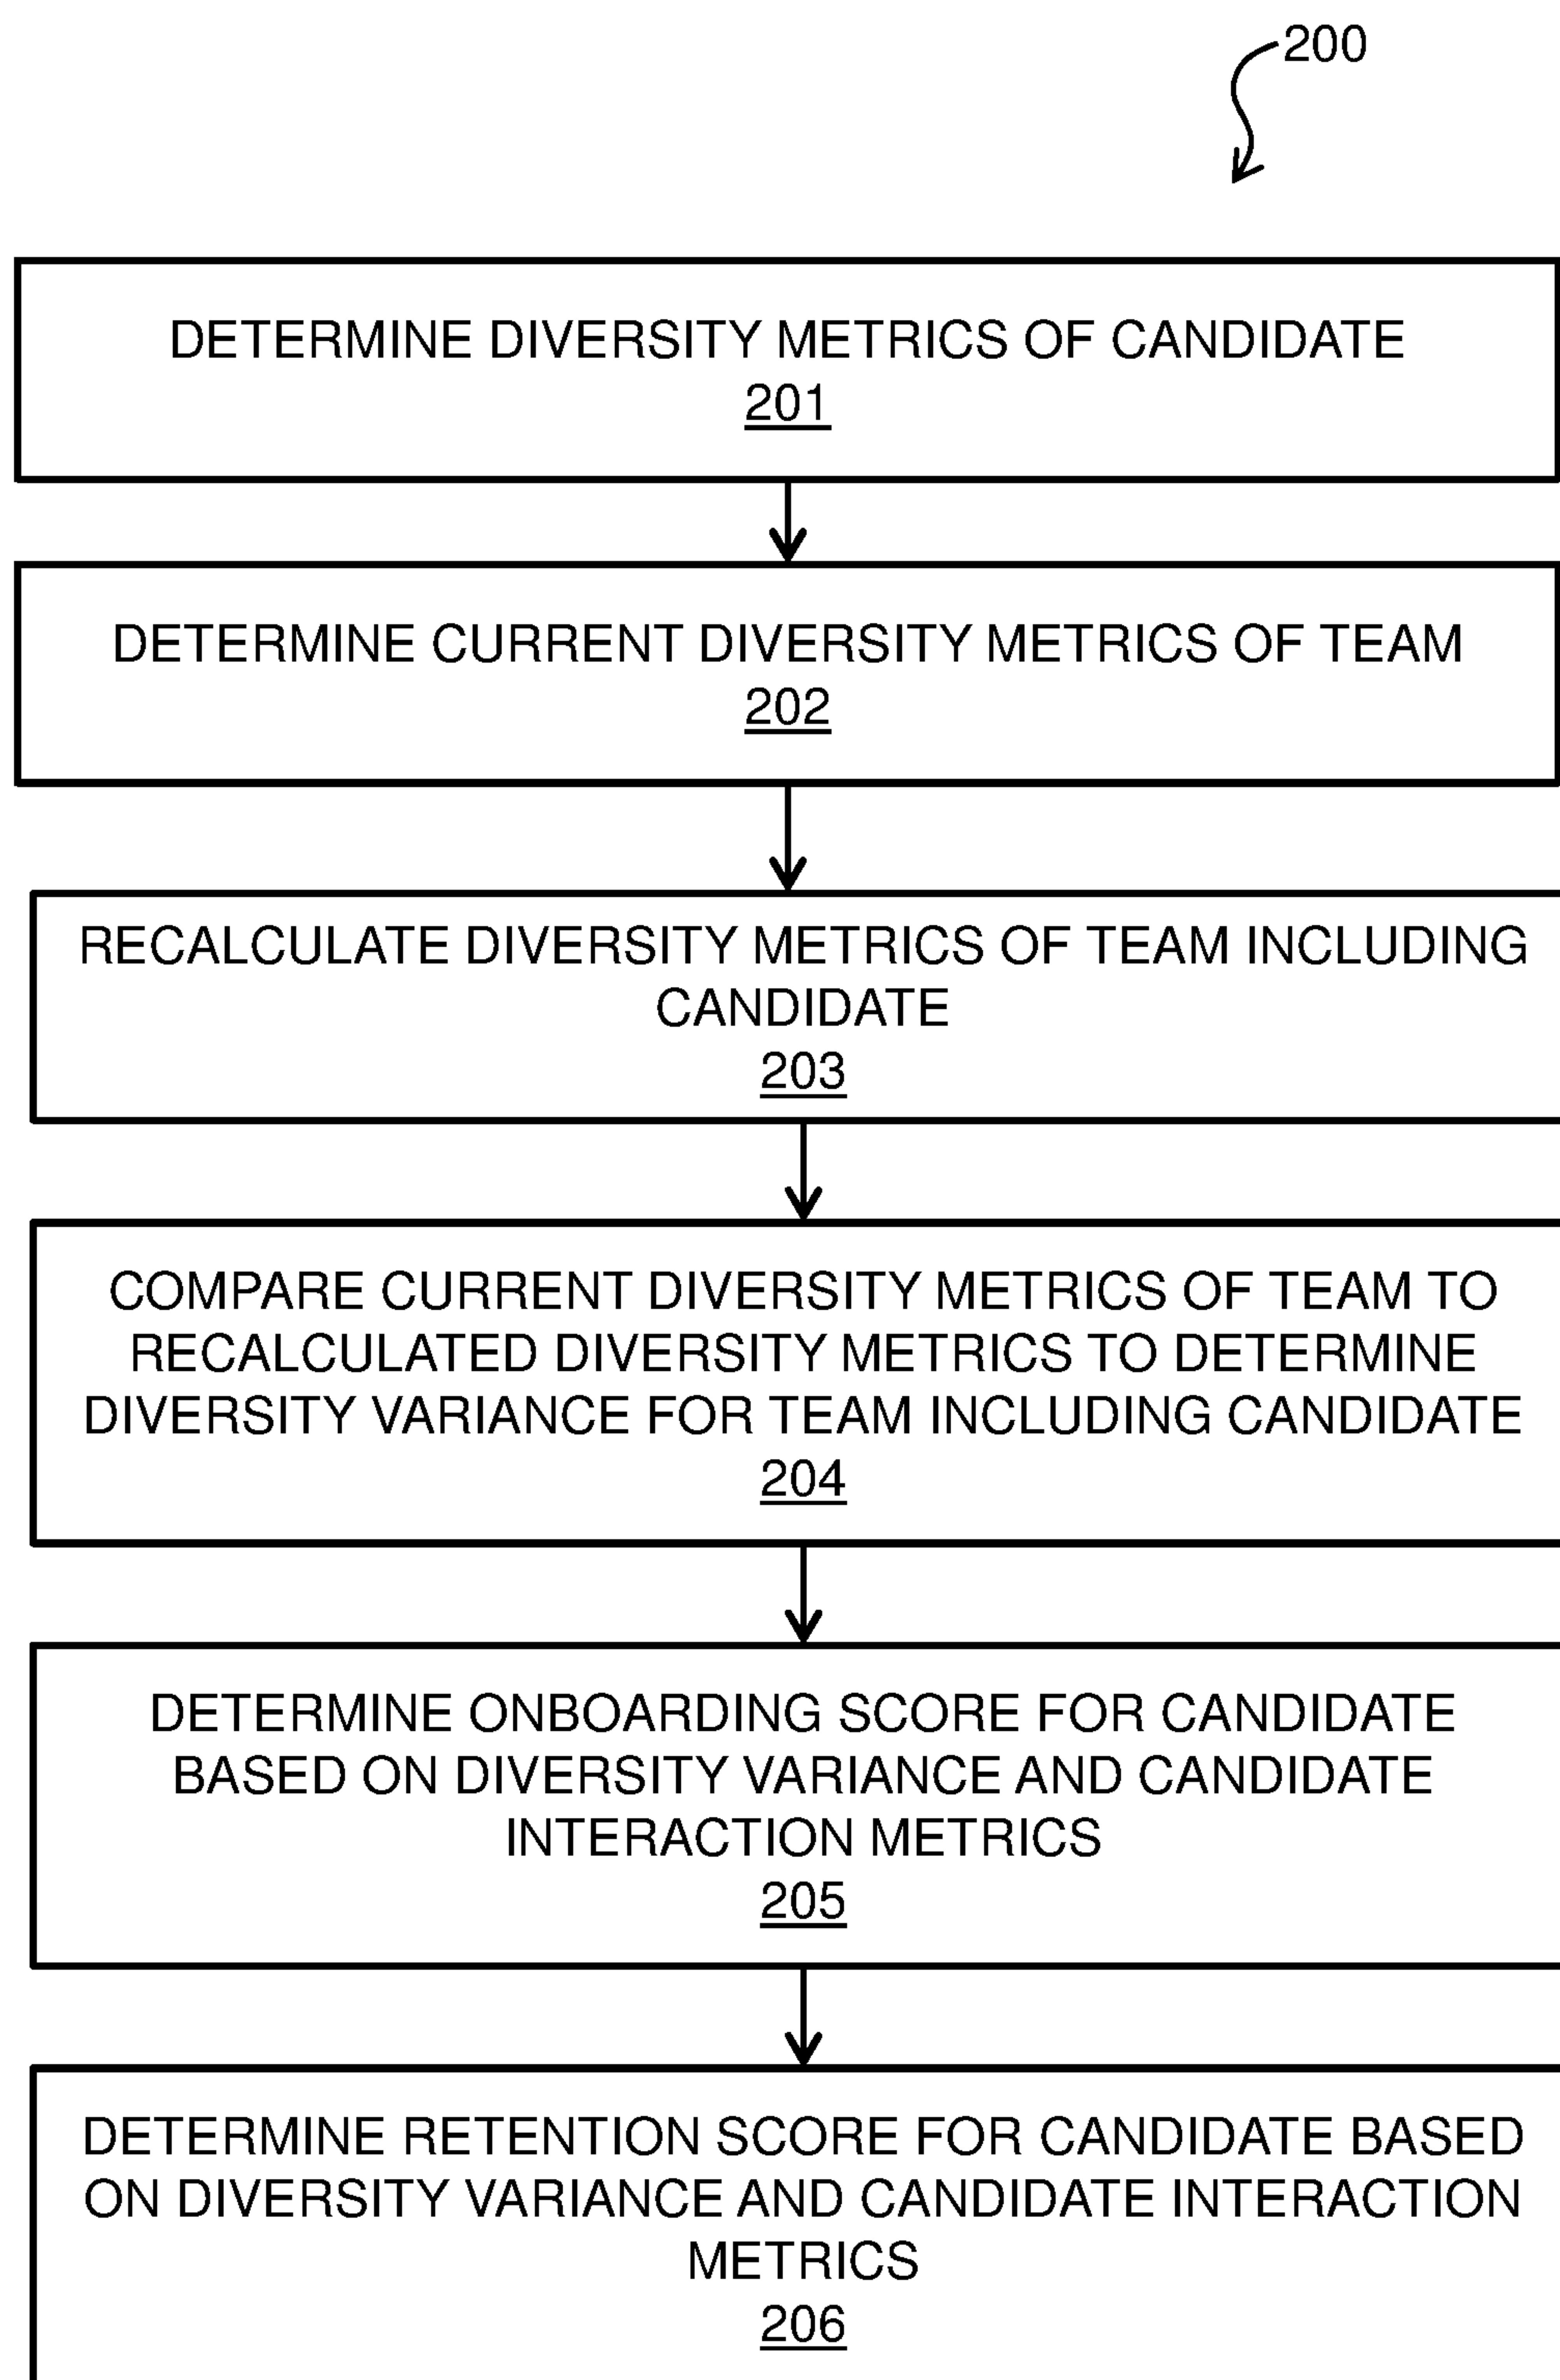 200
DETERMINE DIVERSITY METRICS OF CANDIDATE
201
DETERMINE CURRENT DIVERSITY METRICS OF TEAM
202
RECALCULATE DIVERSITY METRICS OF TEAM INCLUDING
CANDIDATE
203
COMPARE CURRENT DIVERSITY METRICS OF TEAM TO
RECALCULATED DIVERSITY METRICS TO DETERMINE
DIVERSITY VARIANCE FOR TEAM INCLUDING CANDIDATE
204
DETERMINE ONBOARDING SCORE FOR CANDIDATE
BASED ON DIVERSITY VARIANCE AND CANDIDATE
INTERACTION METRICS
205
DETERMINE RETENTION SCORE FOR CANDIDATE BASED
ON DIVERSITY VARIANCE AND CANDIDATE INTERACTION
METRICS
206